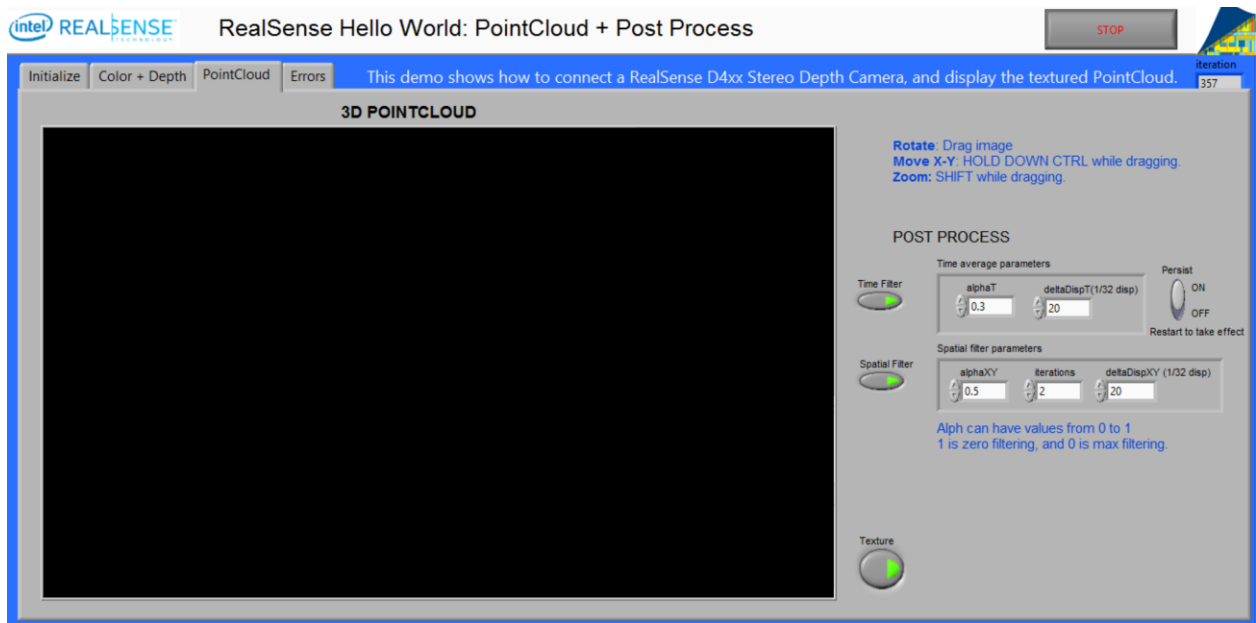 (intel) REALSENSE TECHNOLOGY
RealSense Hello World: PointCloud + Post Process
STOP
Initialize Color + Depth PointCloud Errors
This demo shows how to connect a RealSense D4xx Stereo Depth Camera, and display the textured PointCloud.
iteration
357
3D POINTCLOUD
Rotate: Drag image
Move X-Y: HOLD DOWN CTRL while dragging.
Zoom: SHIFT while dragging.
POST PROCESS
Time Filter
Time average parameters
alphaT deltaDispT(1/32 disp)
0.3 20
Persist
ON
OFF
Restart to take effect
Spatial Filter
Spatial filter parameters
alphaXY iterations deltaDispXY (1/32 disp)
0.5 2 20
Alph can have values from 0 to 1
1 is zero filtering, and 0 is max filtering.
Texture